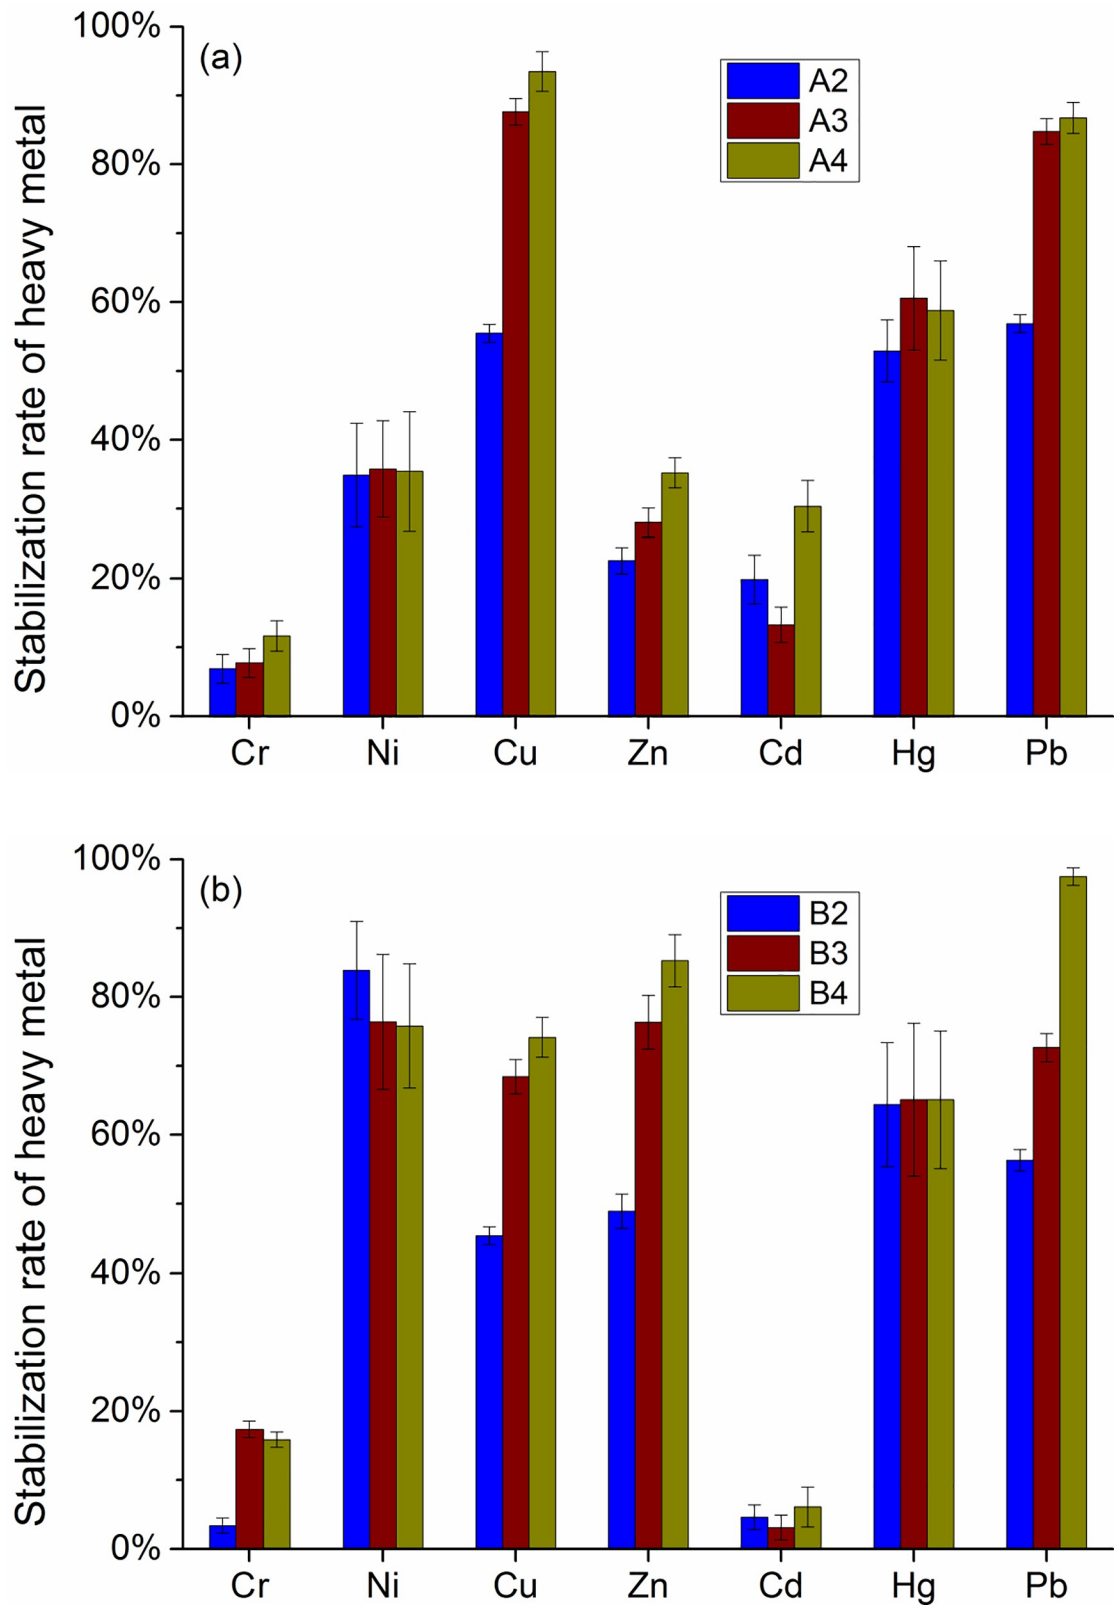 (a)
A2
A3
A4
Stabilization rate of heavy metal
100%
80%
60%
40%
20%
0%
Cr Ni Cu Zn Cd Hg Pb
(b)
B2
B3
B4
Stabilization rate of heavy metal
100%
80%
60%
40%
20%
0%
Cr Ni Cu Zn Cd Hg Pb